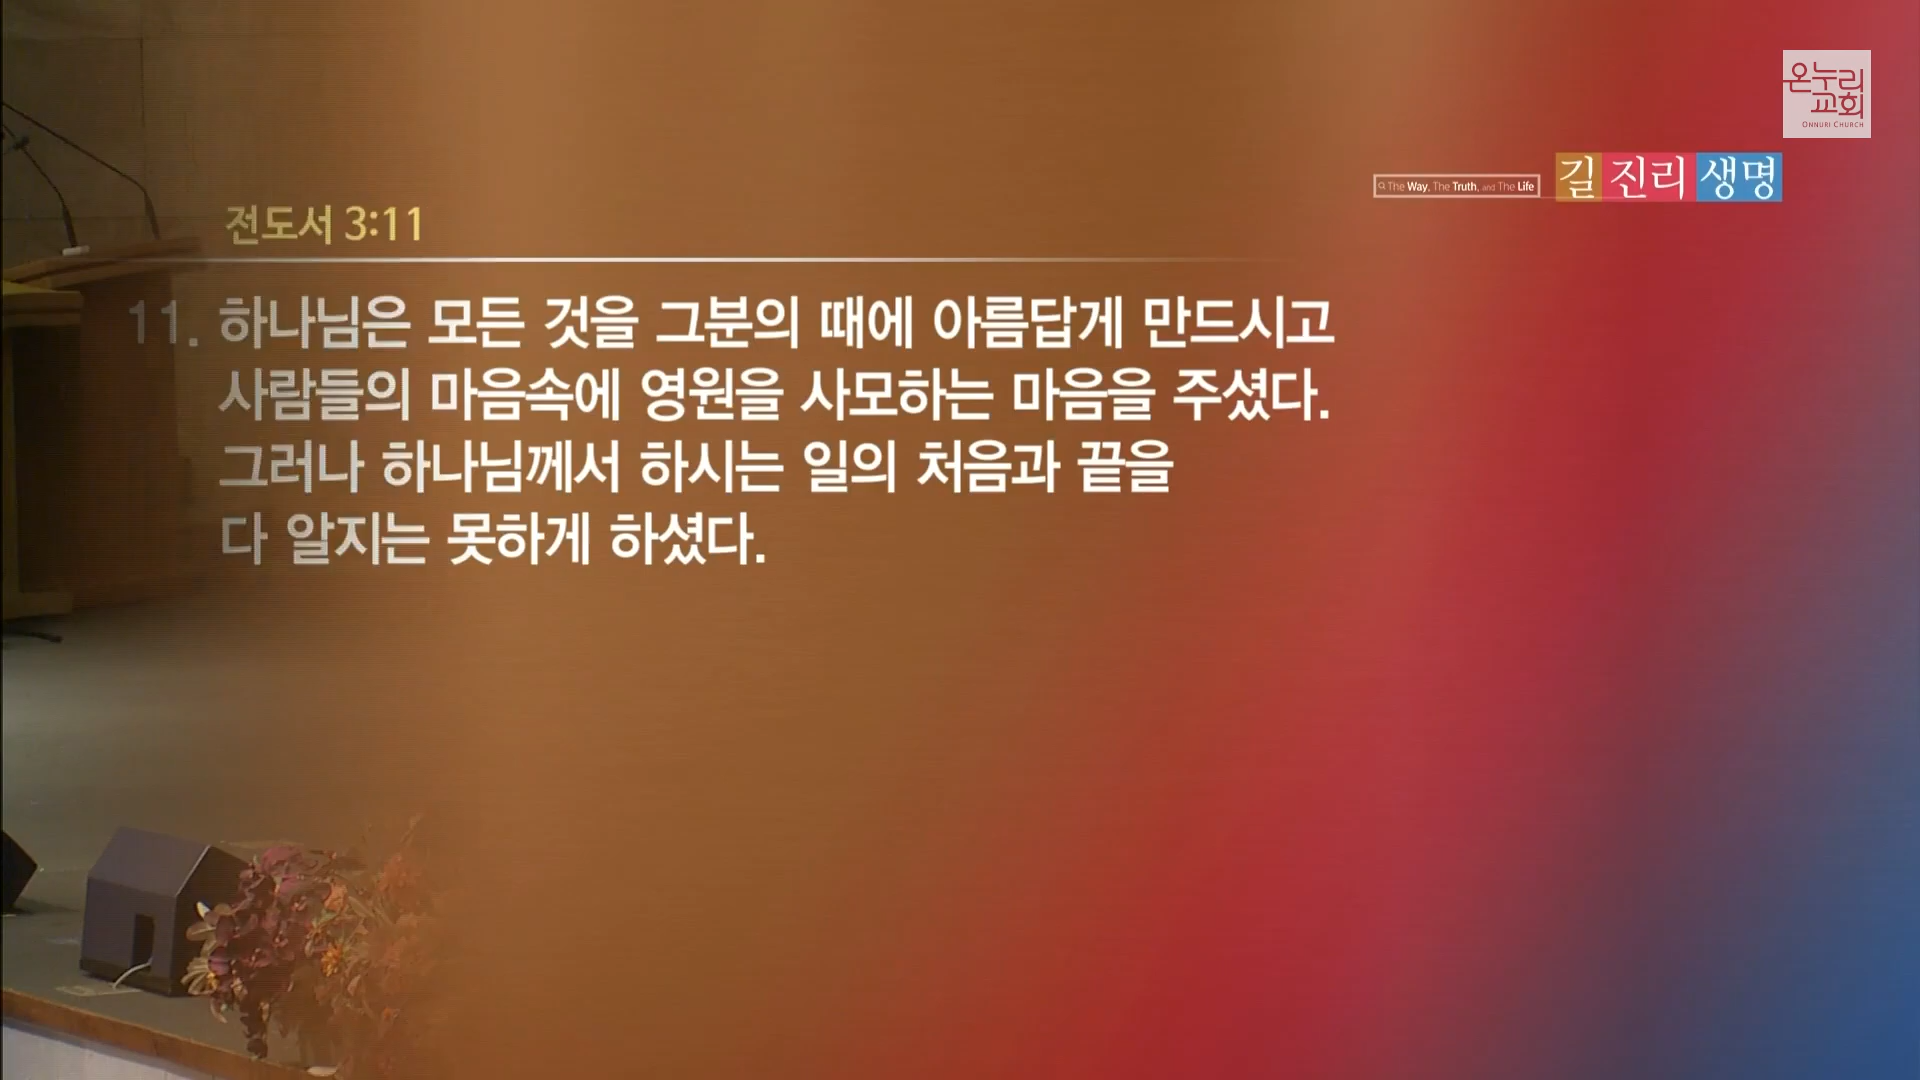 온누리
교회
ONNURI CHURCH
The Way, The Truth, and The Life
길 진리 생명
전도서 3:11
11. 하나님은 모든 것을 그분의 때에 아름답게 만드시고
사람들의 마음속에 영원을 사모하는 마음을 주셨다.
그러나 하나님께서 하시는 일의 처음과 끝을
다 알지는 못하게 하셨다.